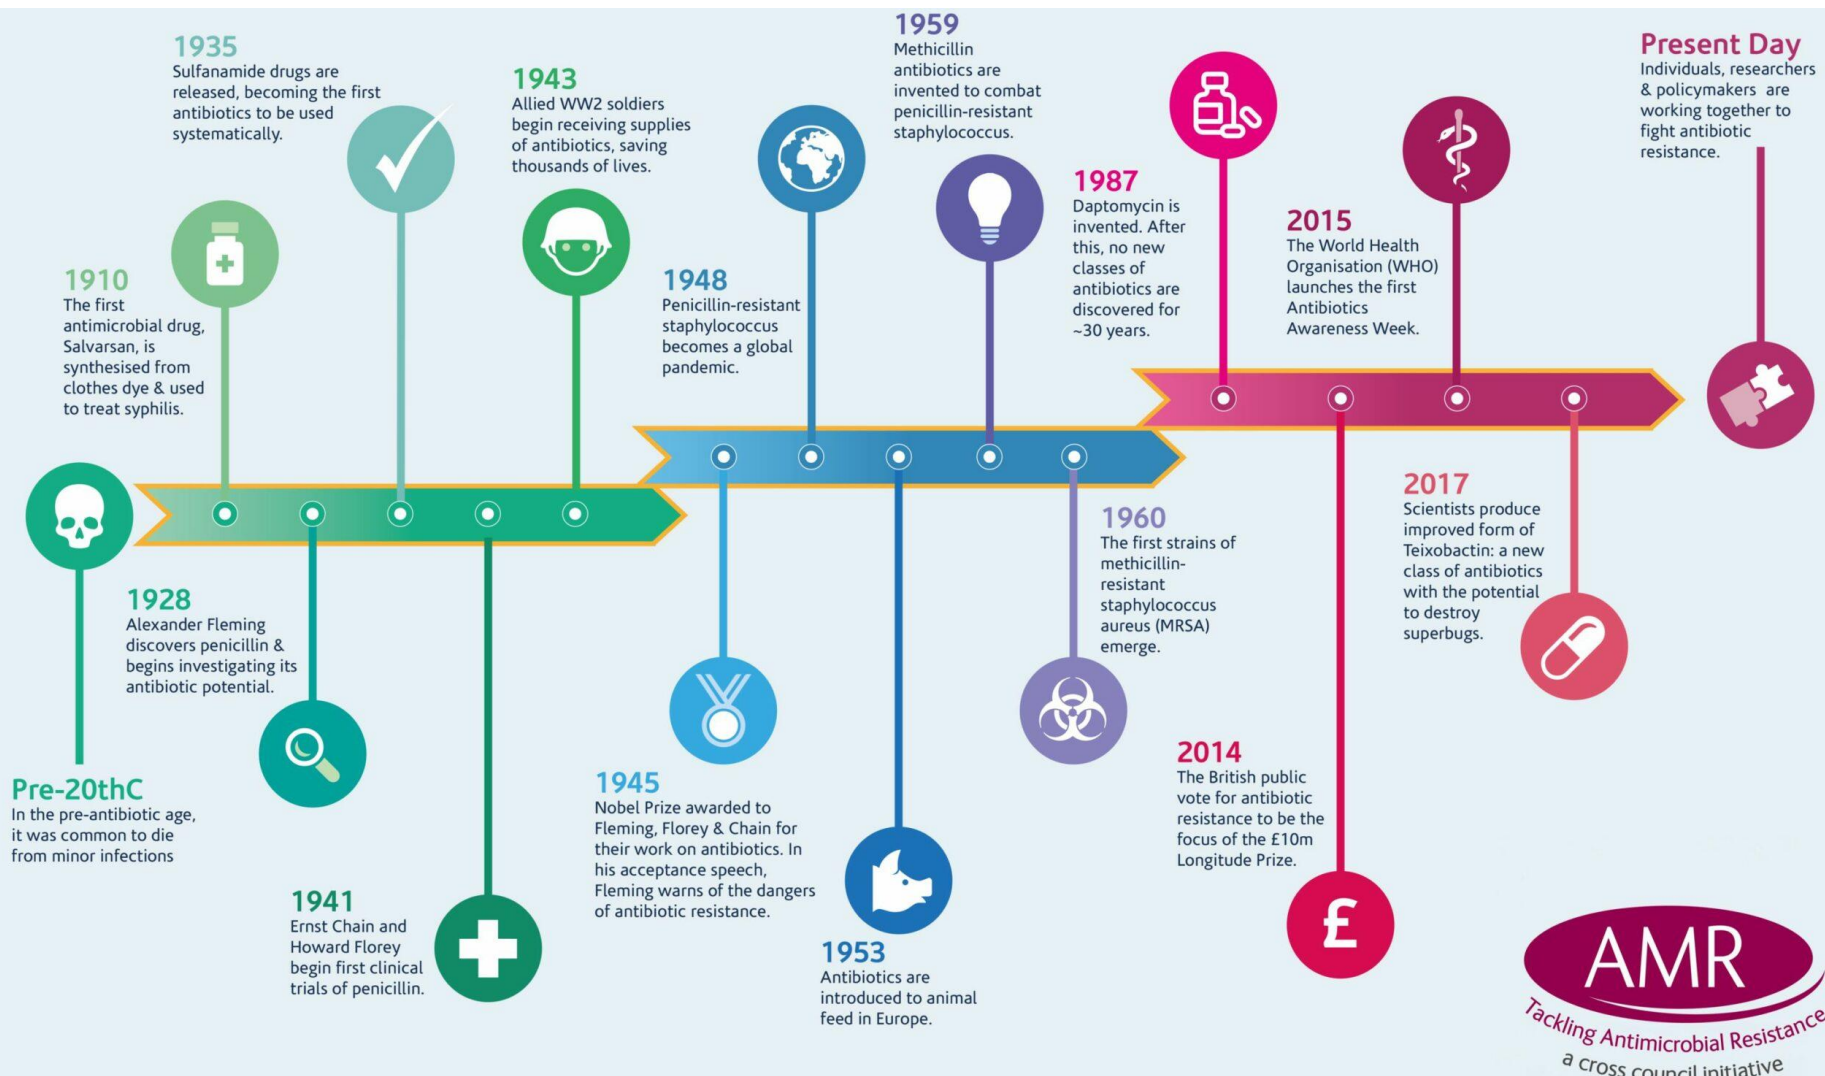 Pre-20thC
In the pre-antibiotic age,
it was common to die
from minor infections
1910
The first
antimicrobial drug,
Salvarsan, is
synthesised from
clothes dye & used
to treat syphilis.
1928
Alexander Fleming
discovers penicillin &
begins investigating its
antibiotic potential.
1935
Sulfanamide drugs are
released, becoming the first
antibiotics to be used
systematically.
1941
Ernst Chain and
Howard Florey
begin first clinical
trials of penicillin.
1943
Allied WW2 soldiers
begin receiving supplies
of antibiotics, saving
thousands of lives.
1945
Nobel Prize awarded to
Fleming, Florey & Chain for
their work on antibiotics. In
his acceptance speech,
Fleming warns of the dangers
of antibiotic resistance.
1948
Penicillin-resistant
staphylococcus
becomes a global
pandemic.
1953
Antibiotics are
introduced to animal
feed in Europe.
1959
Methicillin
antibiotics are
invented to combat
penicillin-resistant
staphylococcus.
1960
The first strains of
methicillin-
resistant
staphylococcus
aureus (MRSA)
emerge.
1987
Daptomycin is
invented. After
this, no new
classes of
antibiotics are
discovered for
~30 years.
2014
The British public
vote for antibiotic
resistance to be the
focus of the £10m
Longitude Prize.
£
2015
The World Health
Organisation (WHO)
launches the first
Antibiotics
Awareness Week.
2017
Scientists produce
improved form of
Teixobactin: a new
class of antibiotics
with the potential
to destroy
superbugs.
Present Day
Individuals, researchers
& policymakers are
working together to
fight antibiotic
resistance.
AMR
Tackling Antimicrobial Resistance
a cross council initiative